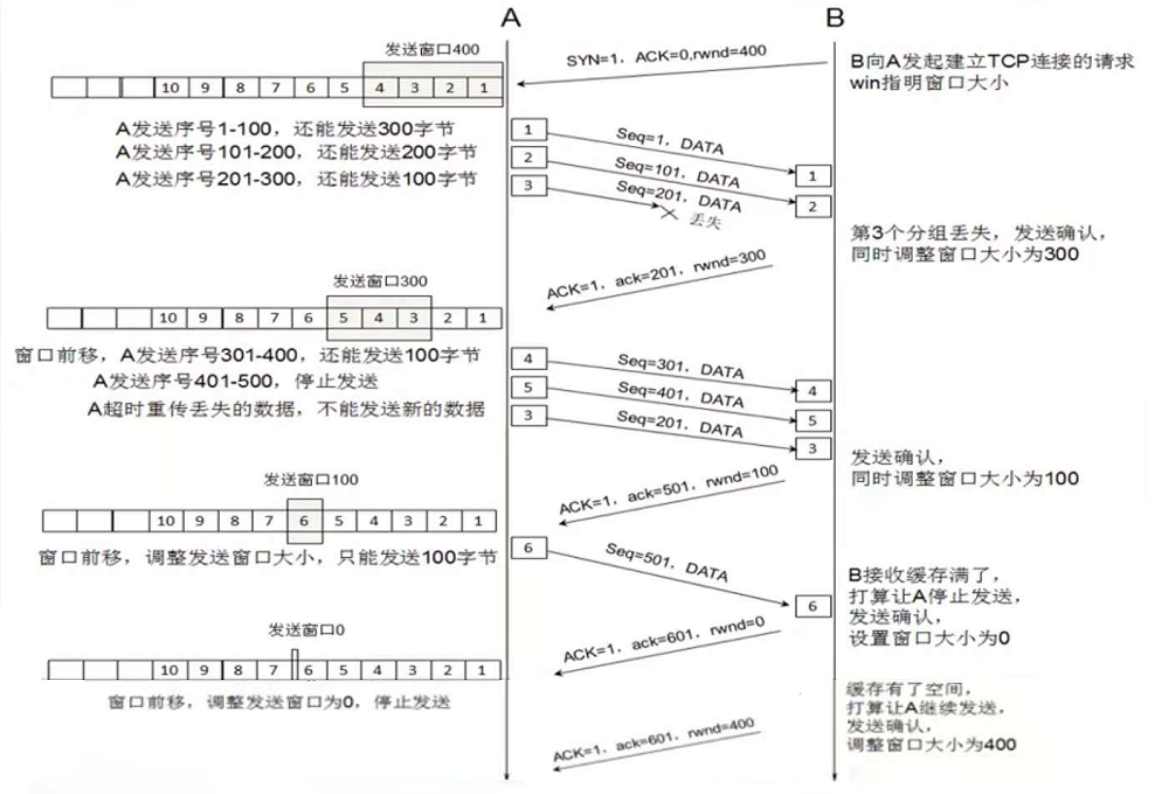 A
B
发送窗口400
SYN=1，ACK=0,rwnd=400
B向A发起建立TCP连接的请求
win指明窗口大小
10 9 8 7 6 5 4 3 2 1
A发送序号1-100，还能发送300字节
A发送序号101-200，还能发送200字节
A发送序号201-300，还能发送100字节
1
Seq=1，DATA
1
2
Seq=101，DATA
2
3
Seq=201，DATA
丢失
第3个分组丢失，发送确认，
同时调整窗口大小为300
ACK=1，ack=201，rwnd=300
发送窗口300
10 9 8 7 6 5 4 3 2 1
窗口前移，A发送序号301-400，还能发送100字节
A发送序号401-500，停止发送
A超时重传丢失的数据，不能发送新的数据
4
Seq=301，DATA
4
5
Seq=401，DATA
5
3
Seq=201，DATA
3
发送确认，
同时调整窗口大小为100
ACK=1，ack=501，rwnd=100
发送窗口100
10 9 8 7 6 5 4 3 2 1
窗口前移，调整发送窗口大小，只能发送100字节
6
Seq=501，DATA
6
B接收缓存满了，
打算让A停止发送，
发送确认，
设置窗口大小为0
ACK=1，ack=601，rwnd=0
发送窗口0
10 9 8 7 6 5 4 3 2 1
窗口前移，调整发送窗口为0，停止发送
缓存有了空间，
打算让A继续发送，
发送确认，
调整窗口大小为400
ACK=1，ack=601，rwnd=400